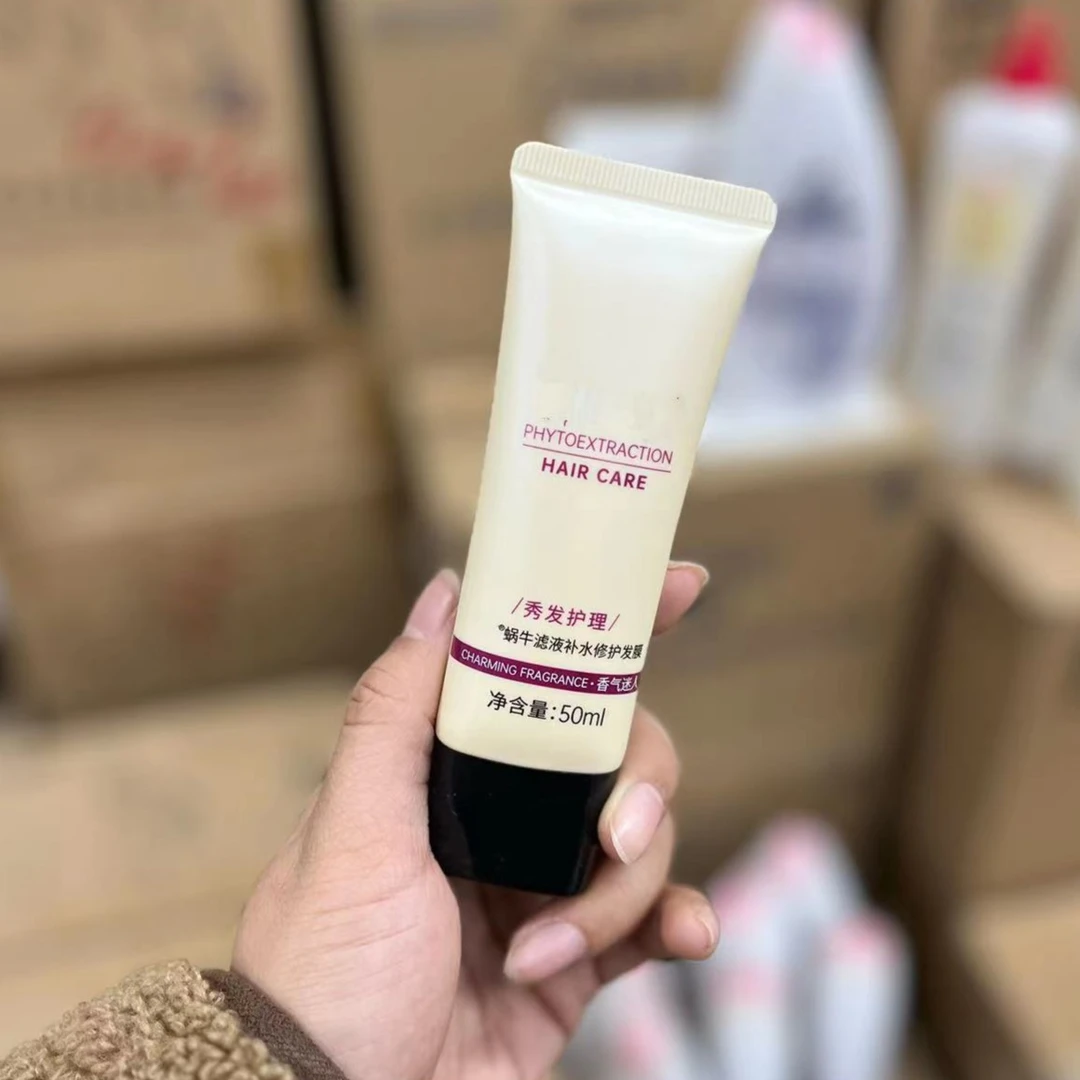 PHYTOEXTRACTION
HAIR CARE
/秀发护理/
®蜗牛滤液补水修护发膜
CHARMING FRAGRANCE·香气迷人
净含量:50ml